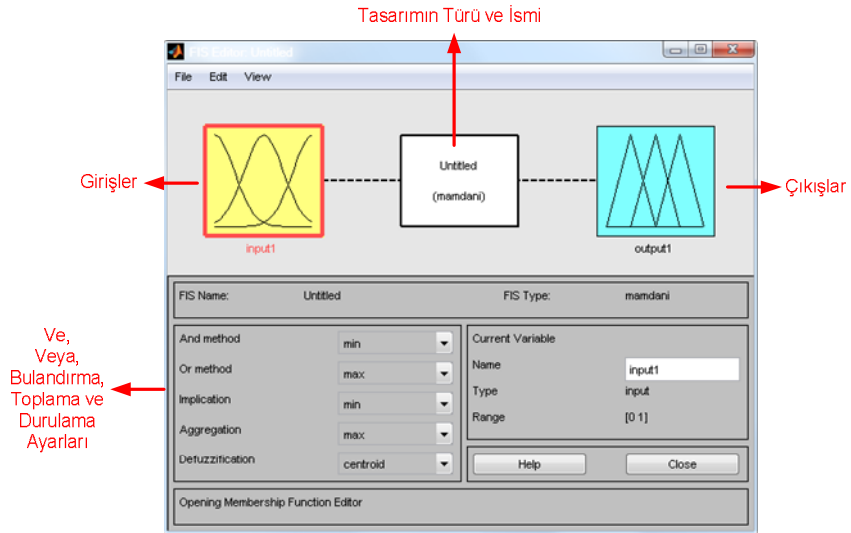 Tasarımın Türü ve İsmi
FIS Editor: Untitled
File Edit View
Girişler
Untitled
(mamdani)
Çıkışlar
input1
output1
FIS Name: Untitled FIS Type: mamdani
Ve,
Veya,
Bulandırma,
Toplama ve
Durulama
Ayarları
And method min
Or method max
Implication min
Aggregation max
Defuzzification centroid
Current Variable
Name input1
Type input
Range [0 1]
Help Close
Opening Membership Function Editor